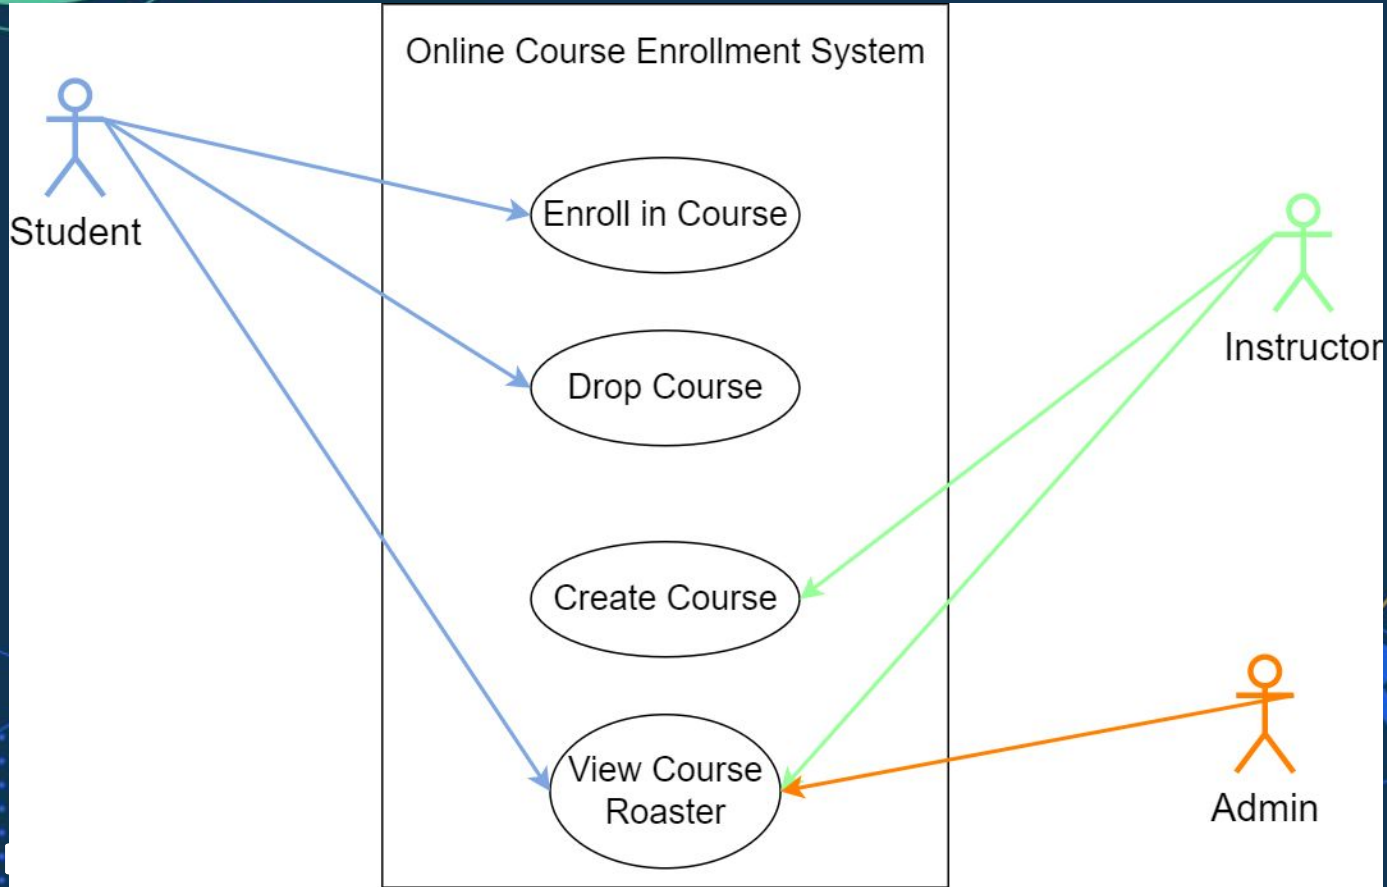 Online Course Enrollment System
Student
Enroll in Course
Instructor
Drop Course
Create Course
View Course
Roaster
Admin